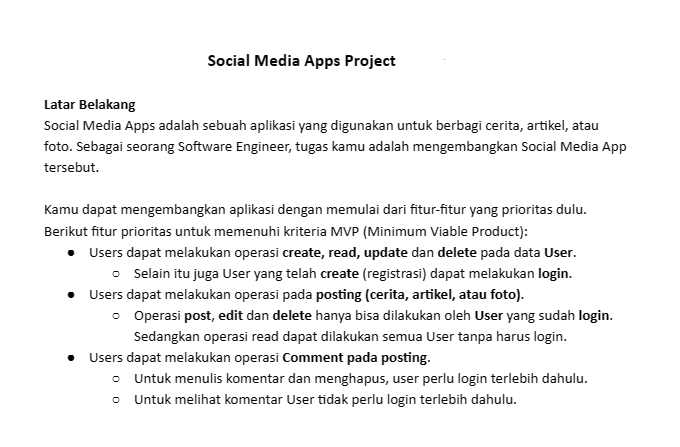 Social Media Apps Project
Latar Belakang
Social Media Apps adalah sebuah aplikasi yang digunakan untuk berbagi cerita, artikel, atau
foto. Sebagai seorang Software Engineer, tugas kamu adalah mengembangkan Social Media App
tersebut.
Kamu dapat mengembangkan aplikasi dengan memulai dari fitur-fitur yang prioritas dulu.
Berikut fitur prioritas untuk memenuhi kriteria MVP (Minimum Viable Product):
● Users dapat melakukan operasi create, read, update dan delete pada data User.
○ Selain itu juga User yang telah create (registrasi) dapat melakukan login.
● Users dapat melakukan operasi pada posting (cerita, artikel, atau foto).
○ Operasi post, edit dan delete hanya bisa dilakukan oleh User yang sudah login.
Sedangkan operasi read dapat dilakukan semua User tanpa harus login.
● Users dapat melakukan operasi Comment pada posting.
○ Untuk menulis komentar dan menghapus, user perlu login terlebih dahulu.
○ Untuk melihat komentar User tidak perlu login terlebih dahulu.